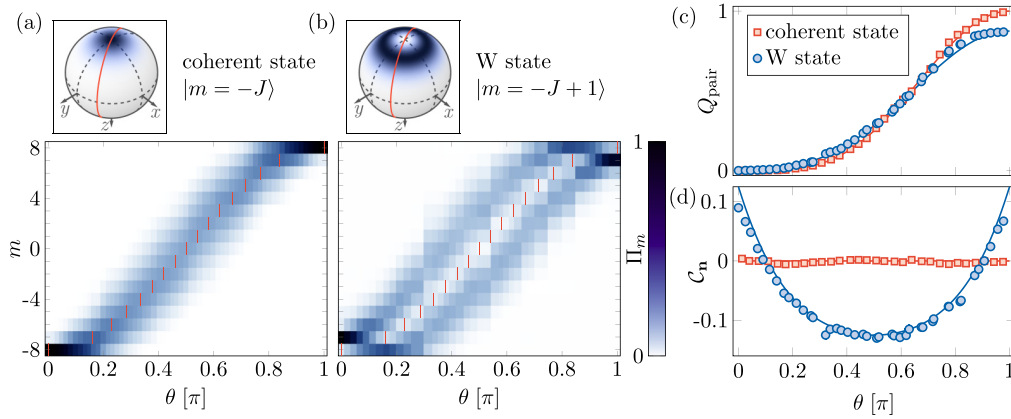 (a)
y
x
z
coherent state
|m = −J⟩
(b)
y
x
z
W state
|m = −J + 1⟩
m
8
4
0
-4
-8
0
0.2
0.4
0.6
0.8
1
θ [π]
0
0.2
0.4
0.6
0.8
1
θ [π]
1
Πₘ
0
(c)
Q_pair
1
0
coherent state
W state
(d)
𝒞ₙ
0.1
0
-0.1
0
0.2
0.4
0.6
0.8
1
θ [π]